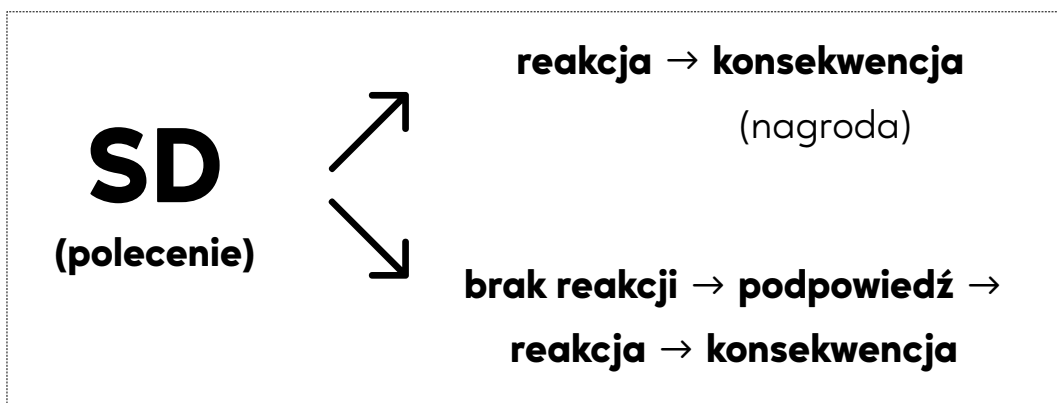 SD
(polecenie)
reakcja → konsekwencja
(nagroda)
brak reakcji → podpowiedź →
reakcja → konsekwencja